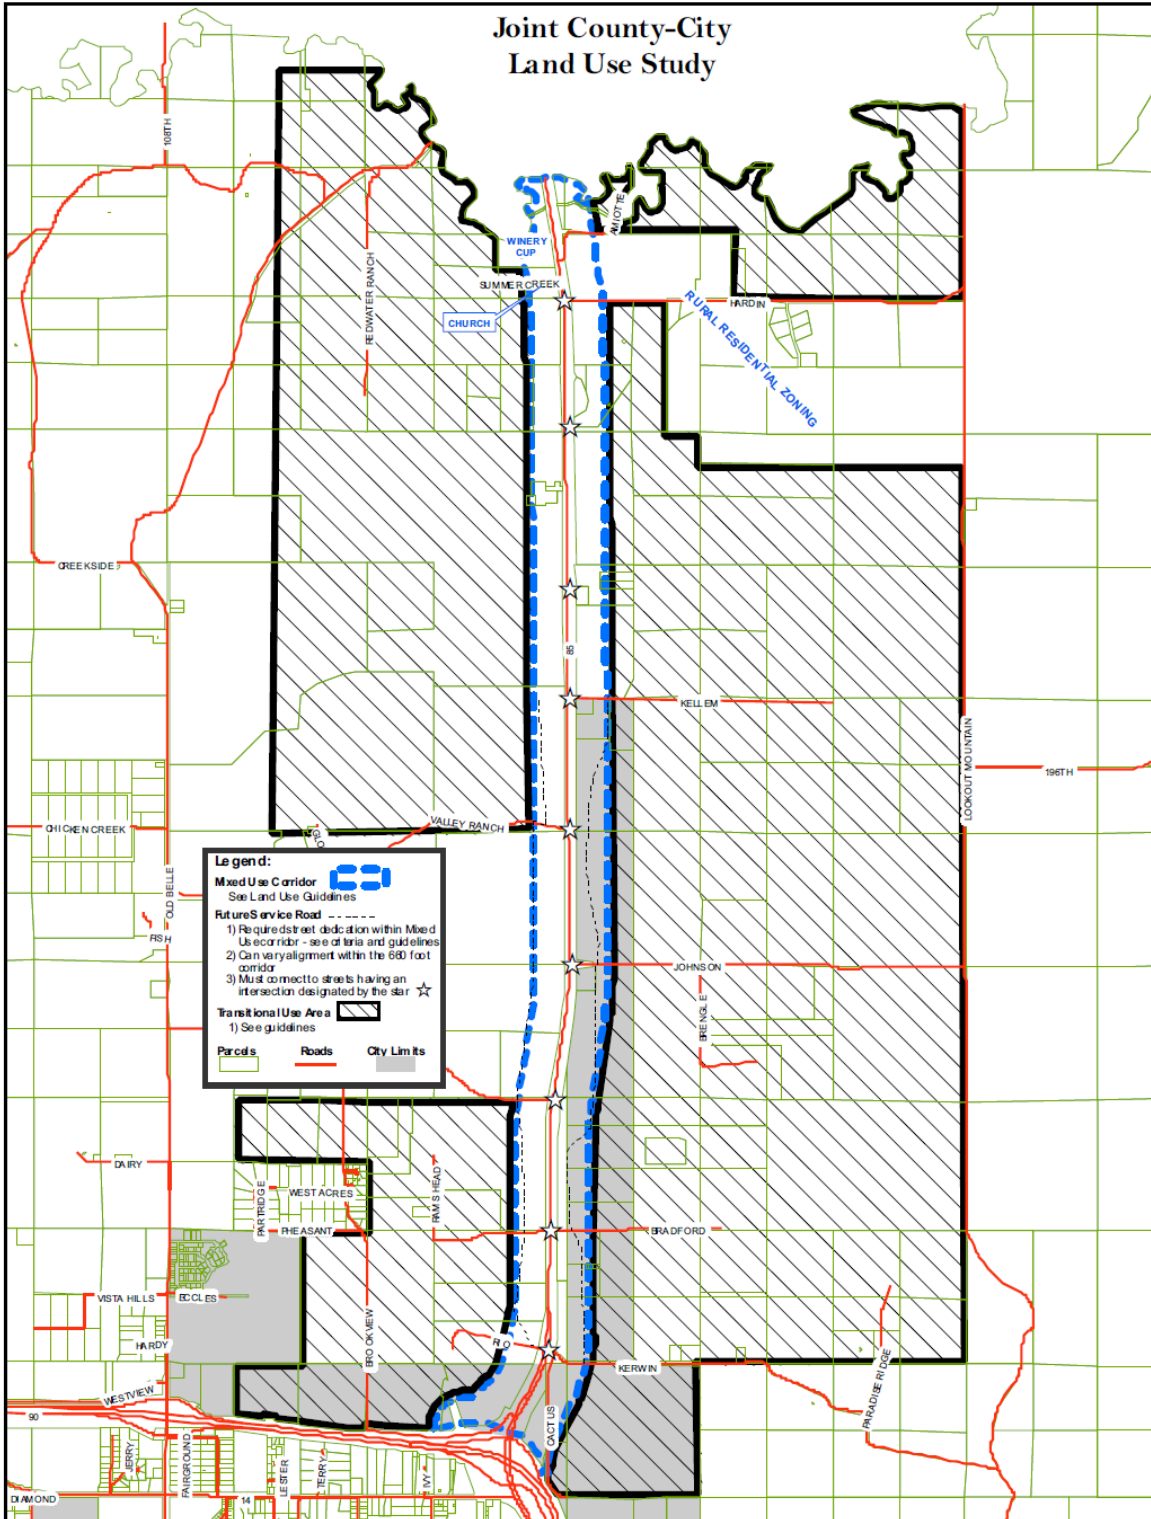 Joint County-City
Land Use Study
108TH
AMIOTTE
WINERY
CUP
SUMMERCREEK
REDWATER RANCH
HARDIN
CHURCH
RURAL RESIDENTIAL ZONING
CREEKSIDE
85
KELLEM
LOOKOUT MOUNTAIN
196TH
CHICKEN CREEK
GLO
VALLEY RANCH
Legend:
Mixed Use Corridor
See Land Use Guidelines
Future Service Road
1) Required street dedication within Mixed
Use corridor - see criteria and guidelines
2) Can vary alignment within the 660 foot
corridor
3) Must connect to streets having an
intersection designated by the star
Transitional Use Area
1) See guidelines
Parcels Roads City Limits
OLD BELLE
FISH
JOHNSON
BRENGLE
DAIRY
PARTRIDGE
WEST ACRES
RAMS HEAD
PHEASANT
BRADFORD
VISTA HILLS
ECCLES
HARDY
BROOKVIEW
RIO
KERWIN
PARADISE RIDGE
WESTVIEW
90
CACTUS
JERRY
FAIRGROUND
LESTER
TERRY
IVY
DIAMOND
14